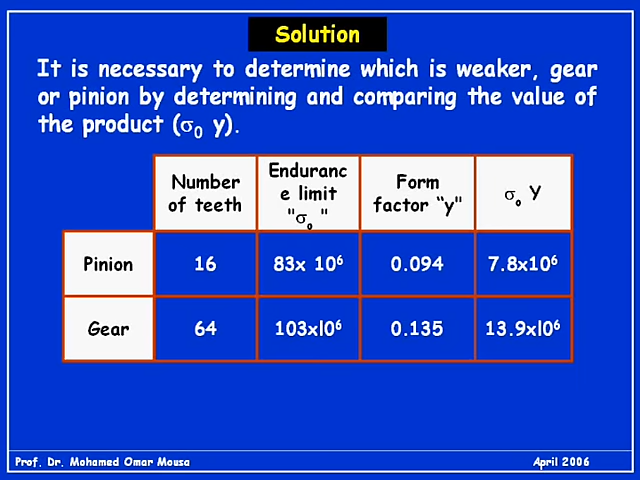 Solution
It is necessary to determine which is weaker, gear
or pinion by determining and comparing the value of
the product (σ₀ y).
Number of teeth | Enduranc e limit "σₒ " | Form factor “y" | σₒ Y
Pinion | 16 | 83x 10⁶ | 0.094 | 7.8x10⁶
Gear | 64 | 103xl0⁶ | 0.135 | 13.9xl0⁶
Prof. Dr. Mohamed Omar Mousa
April 2006